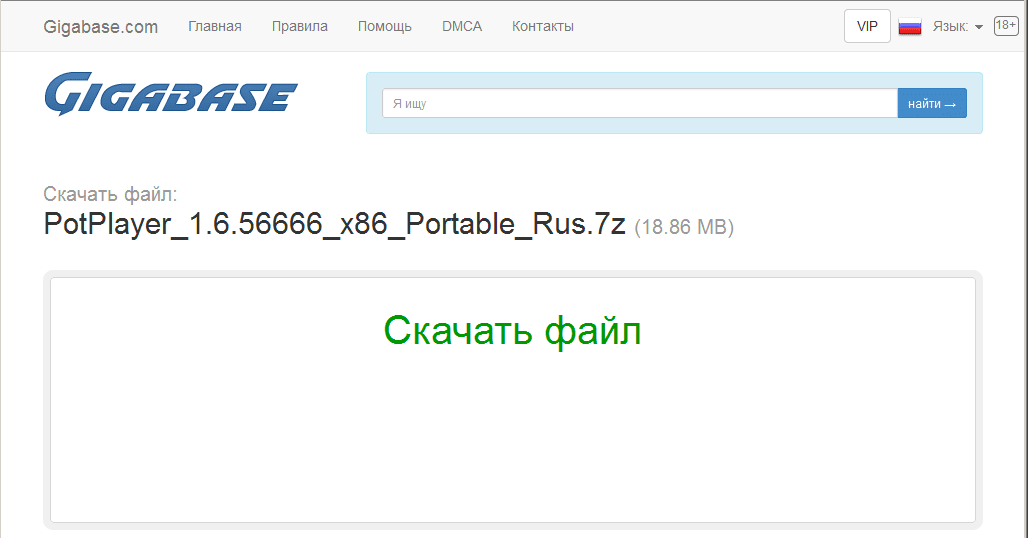 Gigabase.com Главная Правила Помощь DMCA Контакты VIP Язык: 18+
GIGABASE
Я ищу найти →
Скачать файл:
PotPlayer_1.6.56666_x86_Portable_Rus.7z (18.86 MB)
Скачать файл